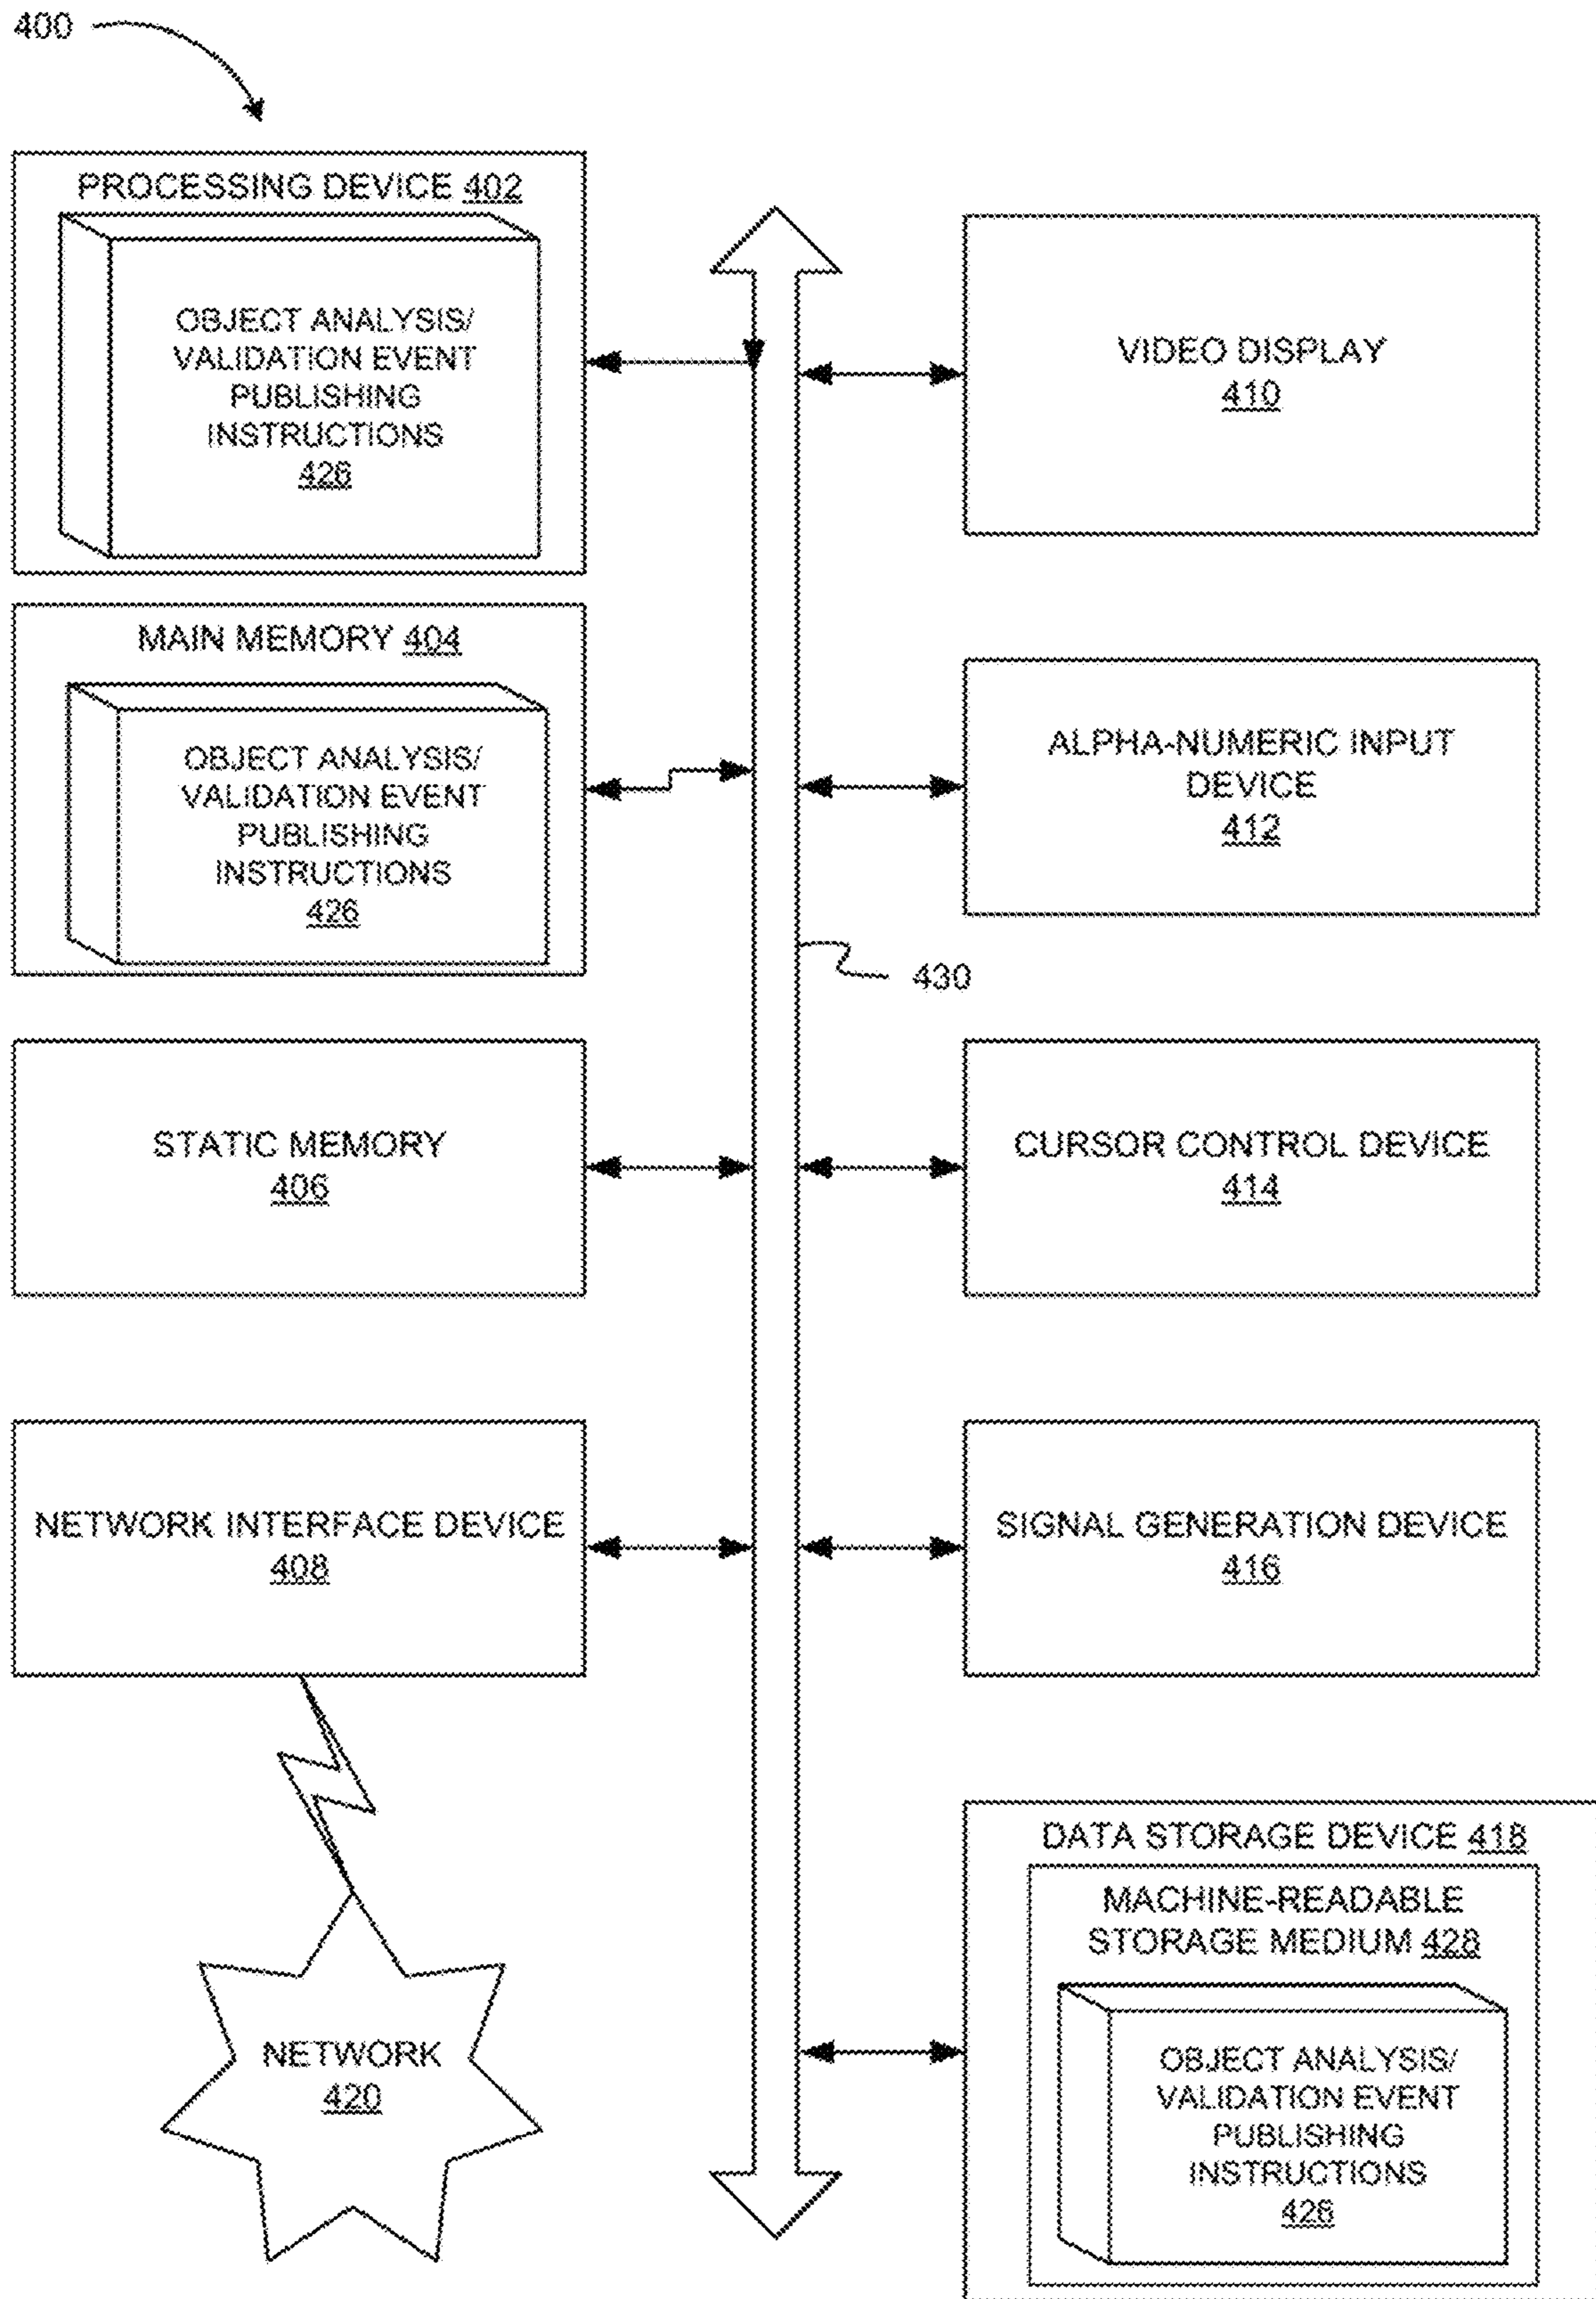 400
PROCESSING DEVICE 402
OBJECT ANALYSIS/
VALIDATION EVENT
PUBLISHING
INSTRUCTIONS
426
MAIN MEMORY 404
OBJECT ANALYSIS/
VALIDATION EVENT
PUBLISHING
INSTRUCTIONS
426
STATIC MEMORY
406
NETWORK INTERFACE DEVICE
408
NETWORK
420
VIDEO DISPLAY
410
ALPHA-NUMERIC INPUT
DEVICE
412
430
CURSOR CONTROL DEVICE
414
SIGNAL GENERATION DEVICE
416
DATA STORAGE DEVICE 418
MACHINE-READABLE
STORAGE MEDIUM 428
OBJECT ANALYSIS/
VALIDATION EVENT
PUBLISHING
INSTRUCTIONS
426